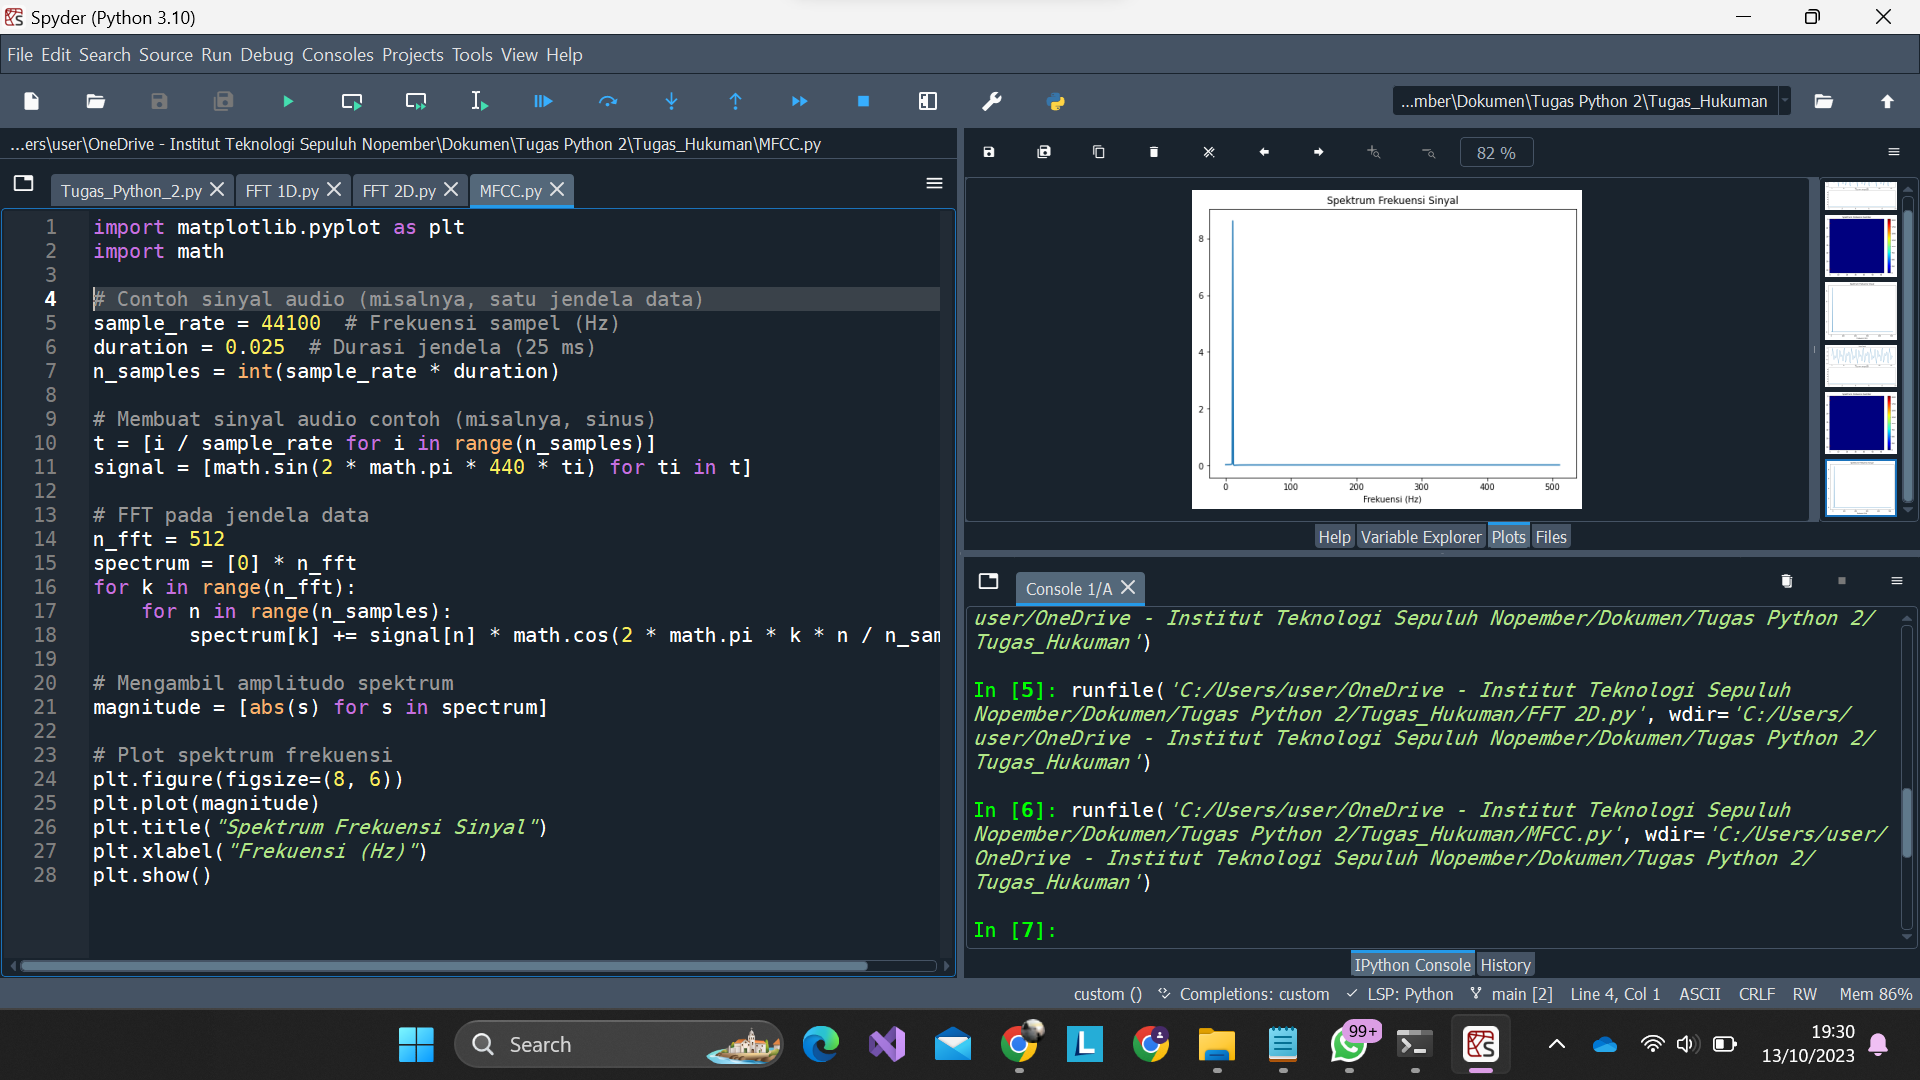 Spyder (Python 3.10)
File Edit Search Source Run Debug Consoles Projects Tools View Help
...mber\Dokumen\Tugas Python 2\Tugas_Hukuman
...ers\user\OneDrive - Institut Teknologi Sepuluh Nopember\Dokumen\Tugas Python 2\Tugas_Hukuman\MFCC.py
Tugas_Python_2.py FFT 1D.py FFT 2D.py MFCC.py
1 import matplotlib.pyplot as plt
2 import math
3
4 # Contoh sinyal audio (misalnya, satu jendela data)
5 sample_rate = 44100  # Frekuensi sampel (Hz)
6 duration = 0.025  # Durasi jendela (25 ms)
7 n_samples = int(sample_rate * duration)
8
9 # Membuat sinyal audio contoh (misalnya, sinus)
10 t = [i / sample_rate for i in range(n_samples)]
11 signal = [math.sin(2 * math.pi * 440 * ti) for ti in t]
12
13 # FFT pada jendela data
14 n_fft = 512
15 spectrum = [0] * n_fft
16 for k in range(n_fft):
17     for n in range(n_samples):
18         spectrum[k] += signal[n] * math.cos(2 * math.pi * k * n / n_sam
19
20 # Mengambil amplitudo spektrum
21 magnitude = [abs(s) for s in spectrum]
22
23 # Plot spektrum frekuensi
24 plt.figure(figsize=(8, 6))
25 plt.plot(magnitude)
26 plt.title("Spektrum Frekuensi Sinyal")
27 plt.xlabel("Frekuensi (Hz)")
28 plt.show()
82 %
Spektrum Frekuensi Sinyal
8
6
4
2
0
0 100 200 300 400 500
Frekuensi (Hz)
Help Variable Explorer Plots Files
Console 1/A
user/OneDrive - Institut Teknologi Sepuluh Nopember/Dokumen/Tugas Python 2/
Tugas_Hukuman')
In [5]: runfile('C:/Users/user/OneDrive - Institut Teknologi Sepuluh
Nopember/Dokumen/Tugas Python 2/Tugas_Hukuman/FFT 2D.py', wdir='C:/Users/
user/OneDrive - Institut Teknologi Sepuluh Nopember/Dokumen/Tugas Python 2/
Tugas_Hukuman')
In [6]: runfile('C:/Users/user/OneDrive - Institut Teknologi Sepuluh
Nopember/Dokumen/Tugas Python 2/Tugas_Hukuman/MFCC.py', wdir='C:/Users/user/
OneDrive - Institut Teknologi Sepuluh Nopember/Dokumen/Tugas Python 2/
Tugas_Hukuman')
In [7]:
IPython Console History
custom () Completions: custom LSP: Python main [2] Line 4, Col 1 ASCII CRLF RW Mem 86%
Search
L
99+
19:30
13/10/2023